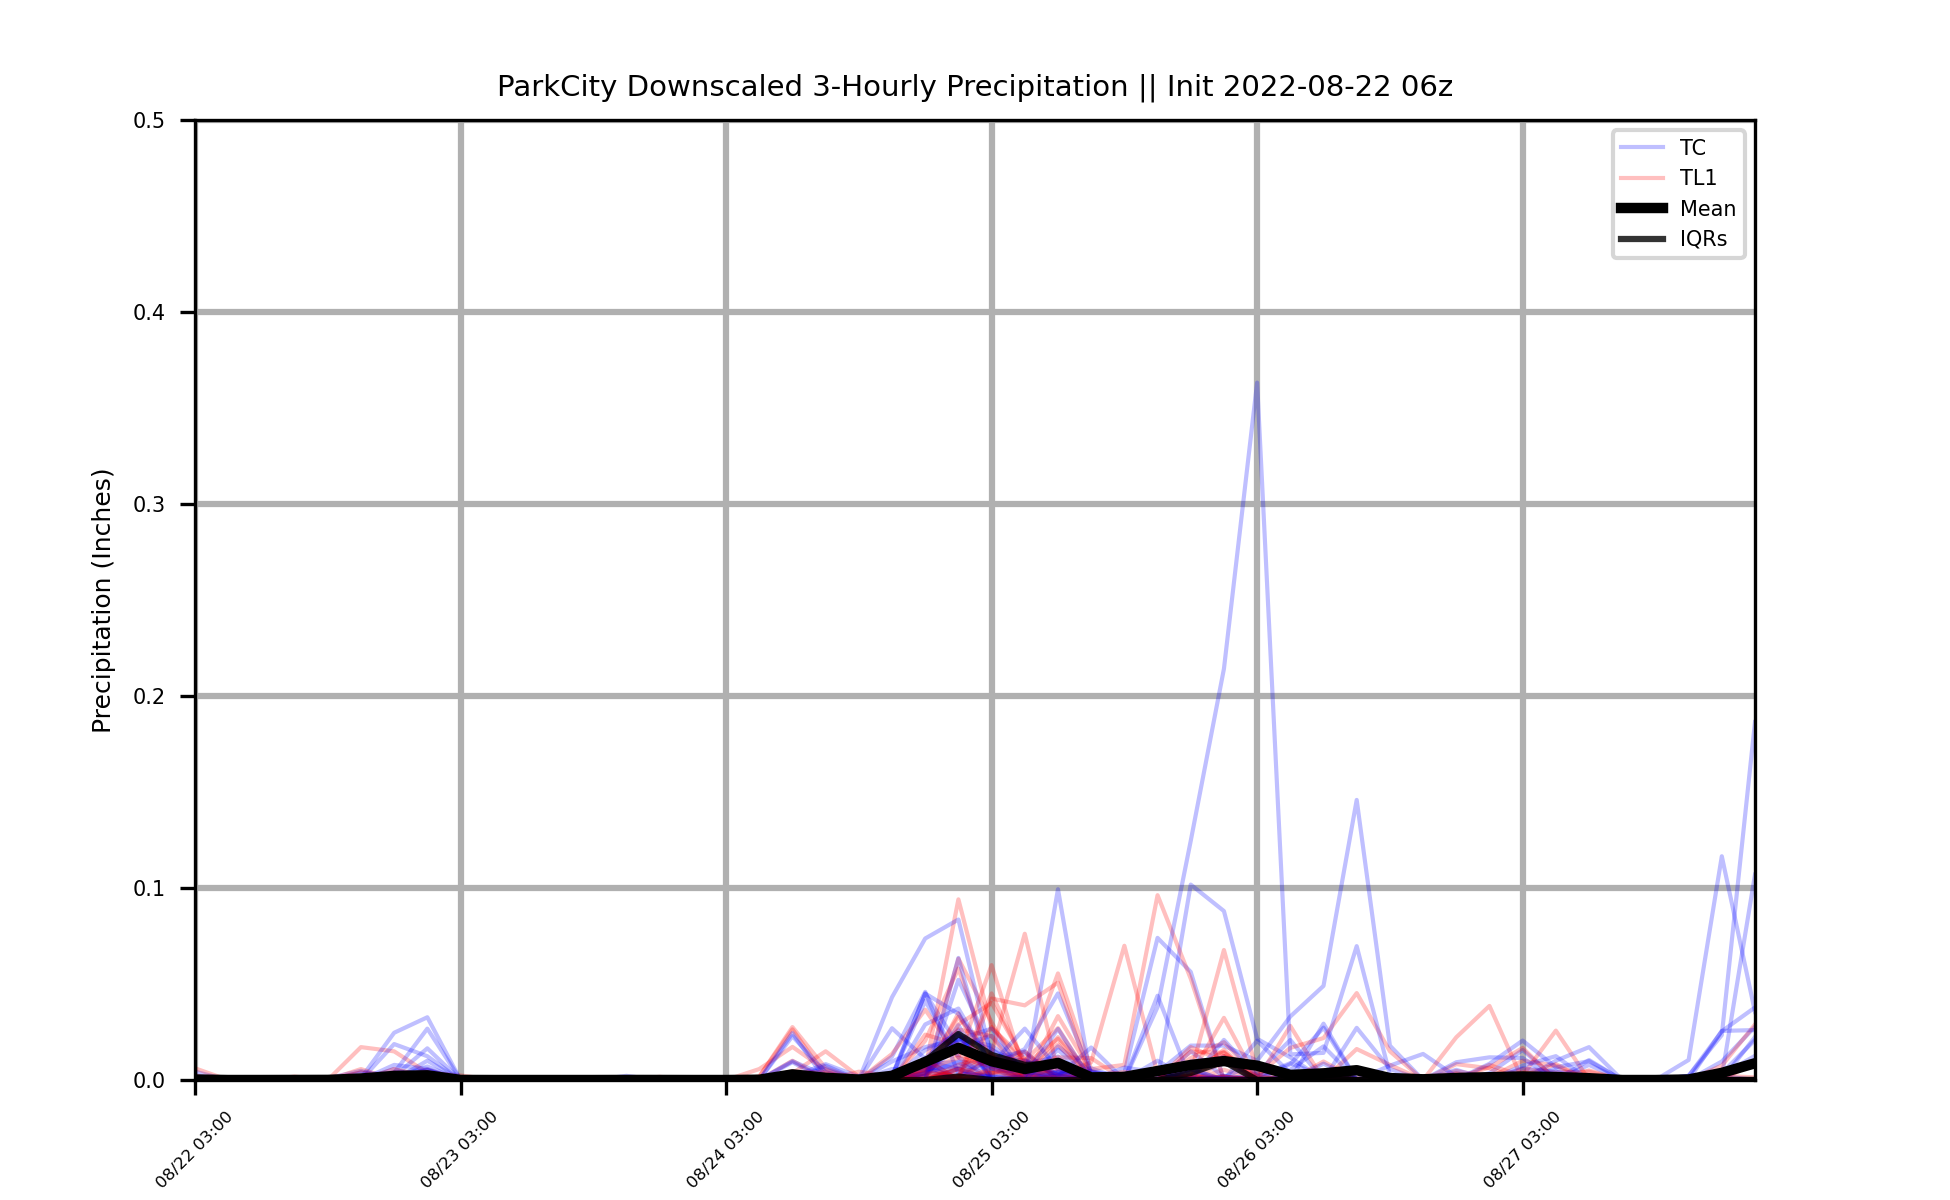 ParkCity Downscaled 3-Hourly Precipitation || Init 2022-08-22 06z
Precipitation (Inches)
0.5
0.4
0.3
0.2
0.1
0.0
TC
TL1
Mean
IQRs
08/22 03:00
08/23 03:00
08/24 03:00
08/25 03:00
08/26 03:00
08/27 03:00